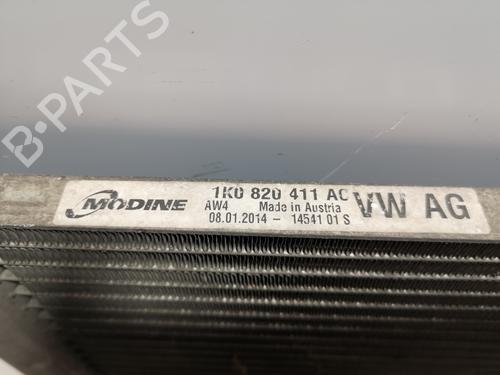 MODINE
1K0 820 411 AC
AW4 Made in Austria
08.01.2014 - 14541 01 S
VW AG
B-PARTS